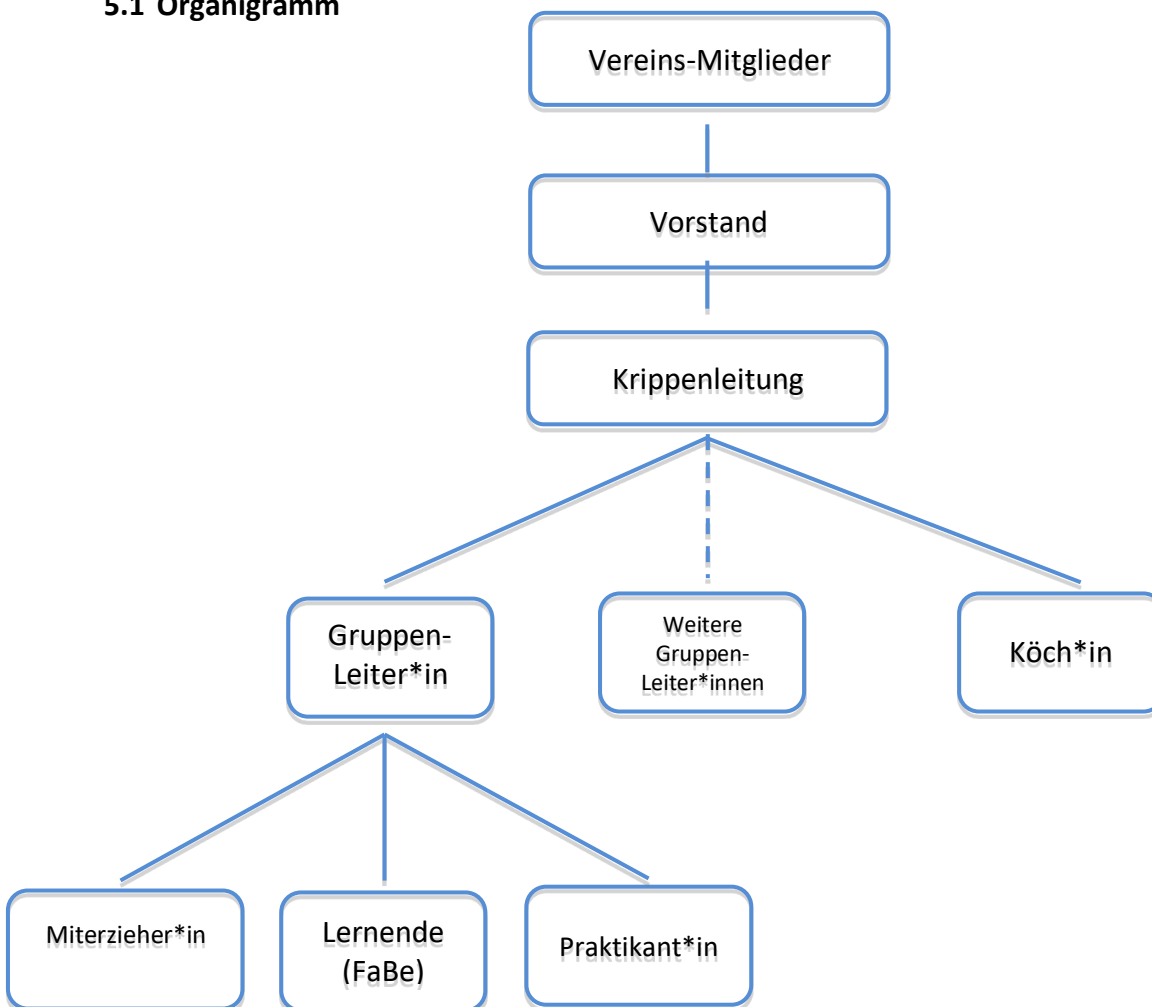 5.1 Organigramm
Vereins-Mitglieder
Vorstand
Krippenleitung
Gruppen-
Leiter*in
Weitere
Gruppen-
Leiter*innen
Köch*in
Miterzieher*in
Lernende
(FaBe)
Praktikant*in